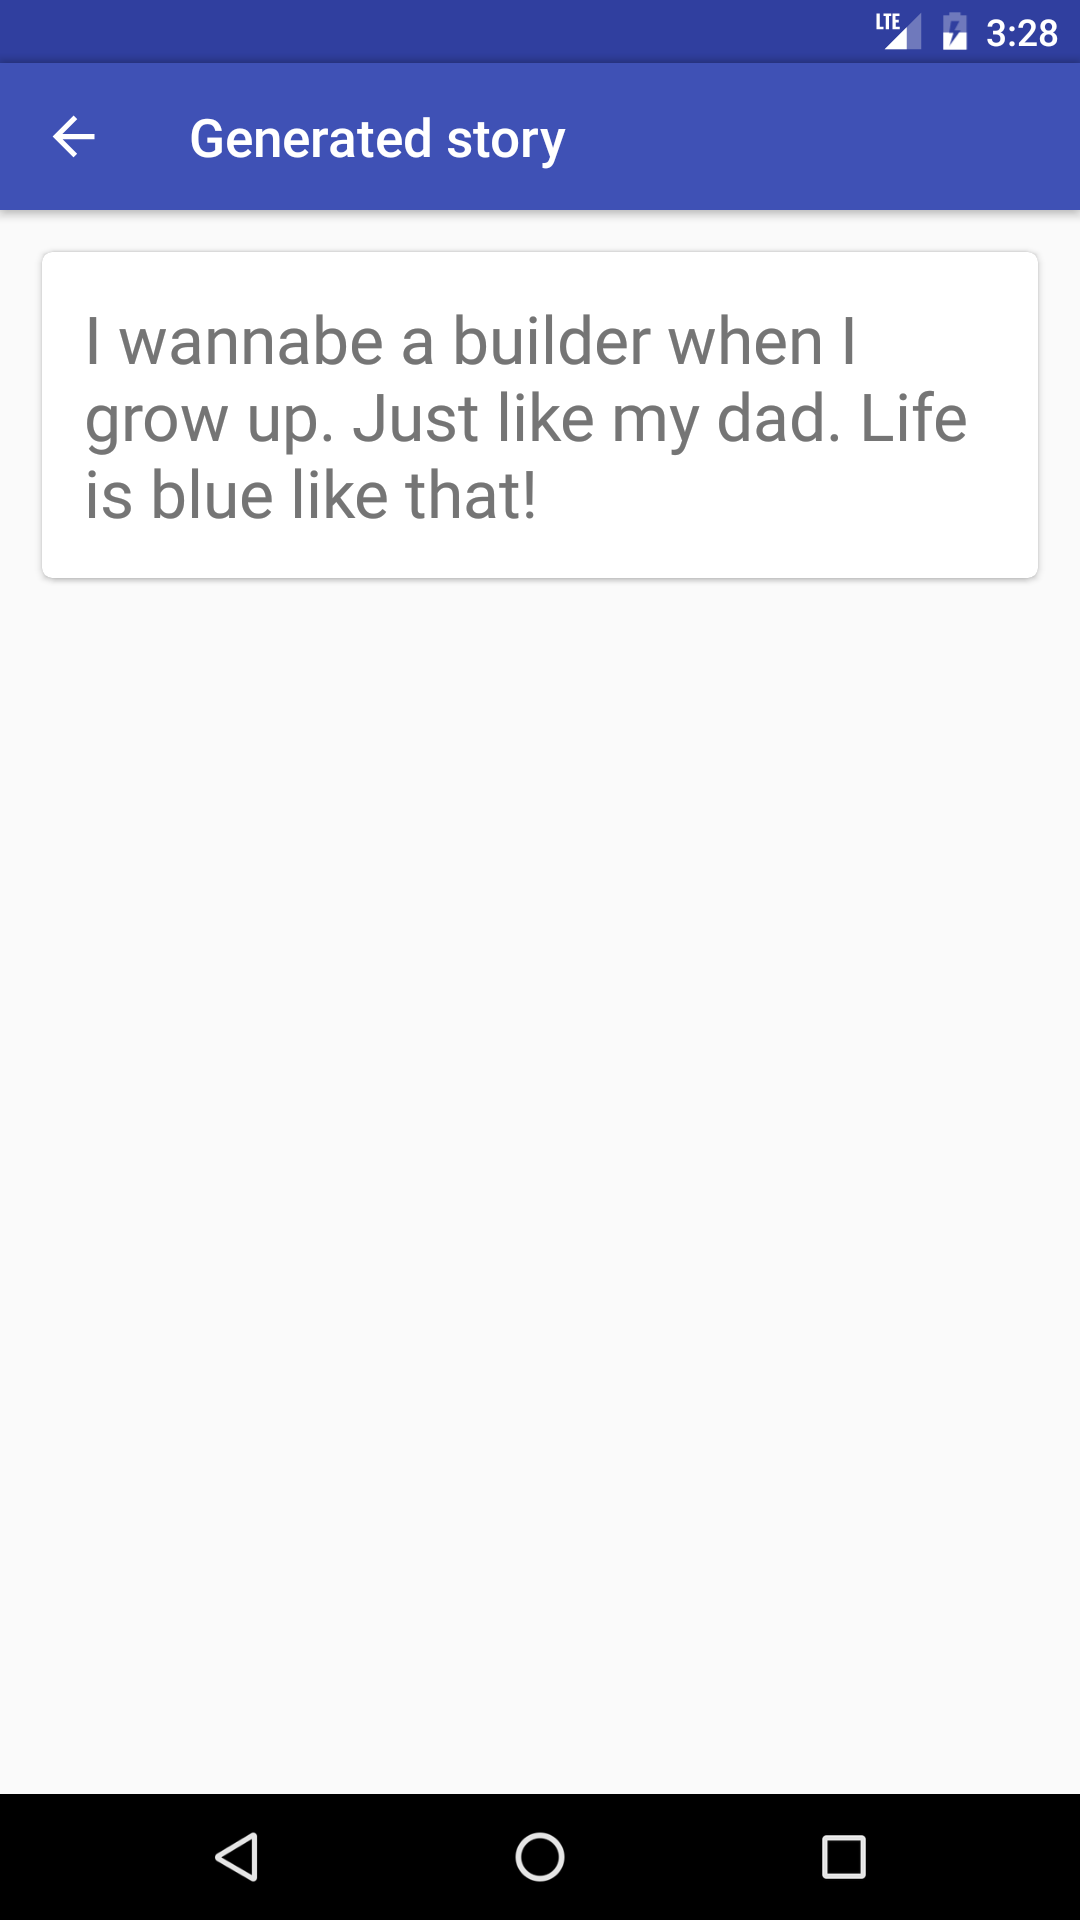 LTE 3:28
Generated story
I wannabe a builder when I
grow up. Just like my dad. Life
is blue like that!